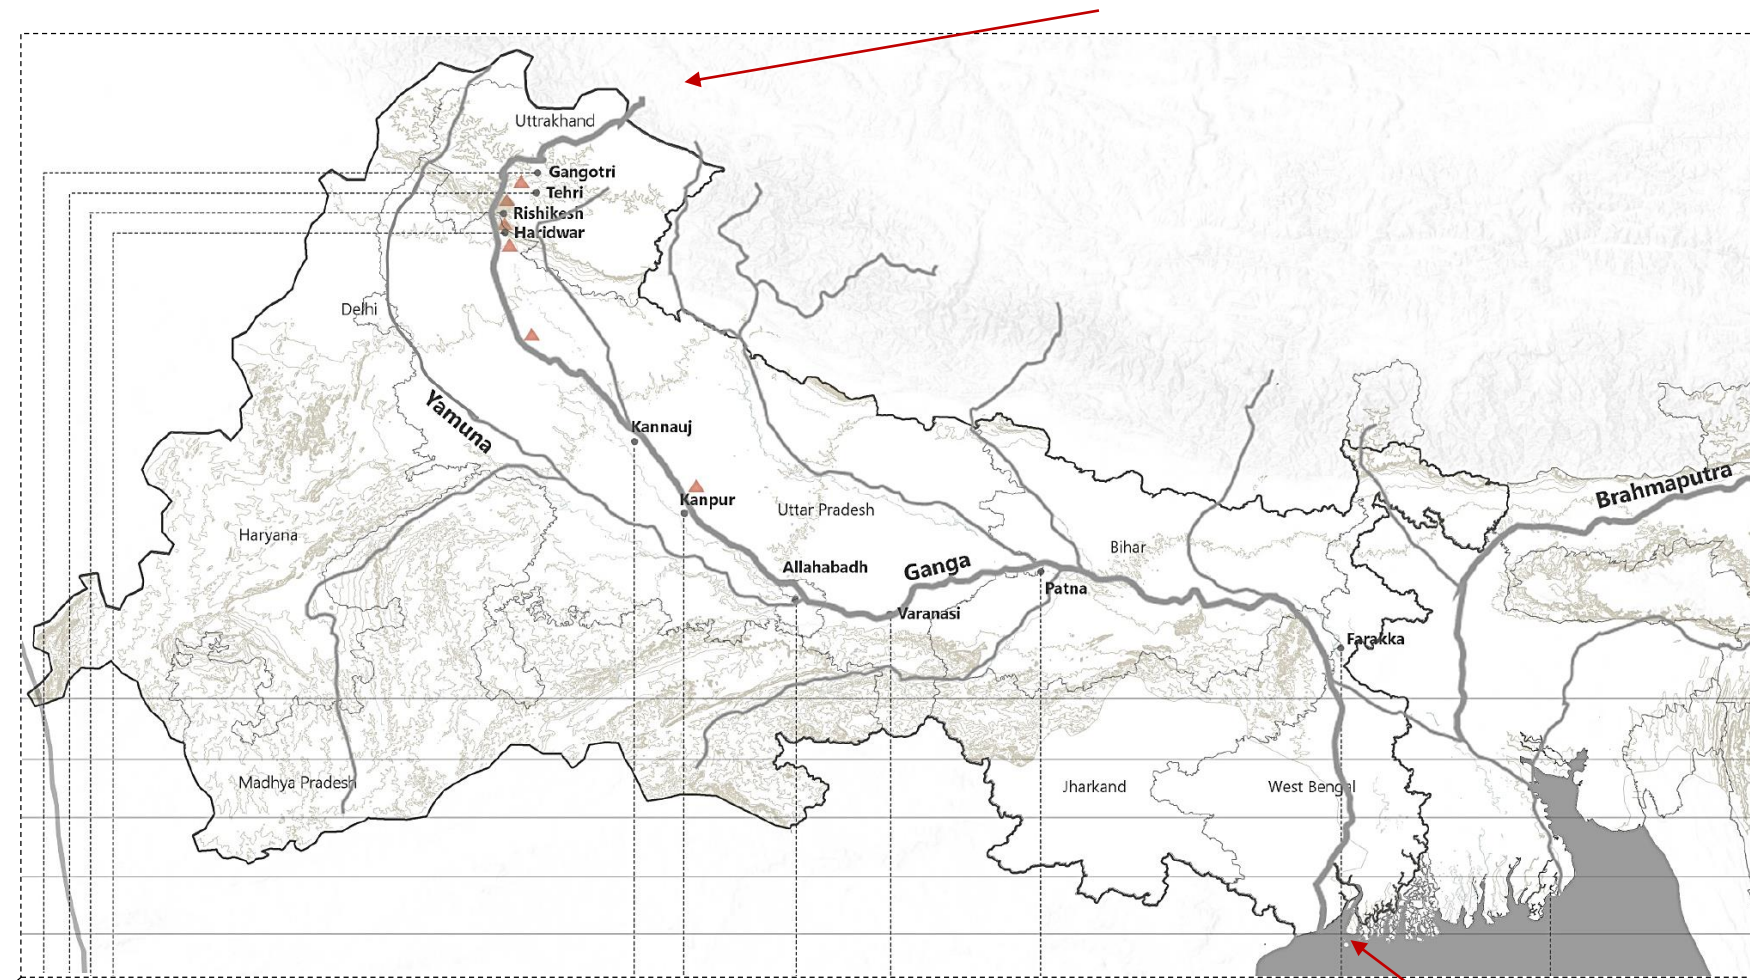 Uttrakhand
Gangotri
Tehri
Rishikesh
Haridwar
Delhi
Yamuna
Kannauj
Kanpur
Uttar Pradesh
Haryana
Brahmaputra
Bihar
Allahabadh
Ganga
Patna
Varanasi
Farakka
Madhya Pradesh
Jharkand
West Bengal